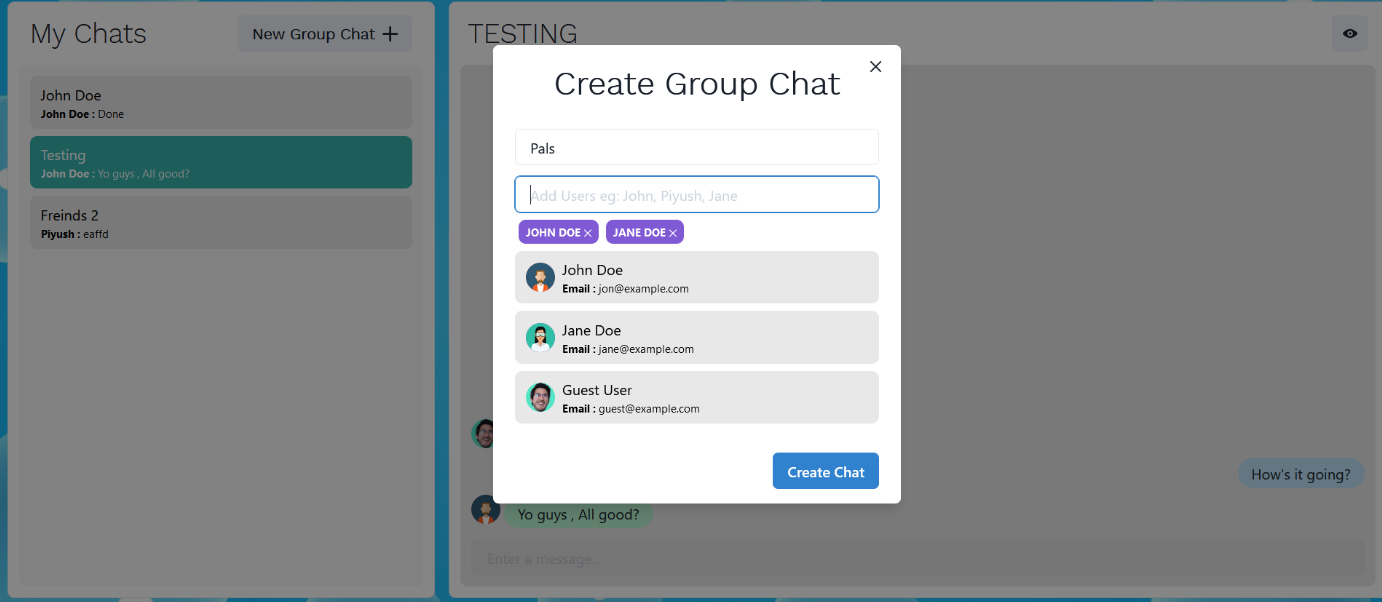 My Chats
New Group Chat
John Doe
John Doe : Done
Testing
John Doe : Yo guys , All good?
Freinds 2
Piyush : eaffd
TESTING
Create Group Chat
Pals
Add Users eg: John, Piyush, Jane
JOHN DOE JANE DOE
John Doe
Email : jon@example.com
Jane Doe
Email : jane@example.com
Guest User
Email : guest@example.com
Create Chat
How's it going?
Yo guys , All good?
Enter a message..